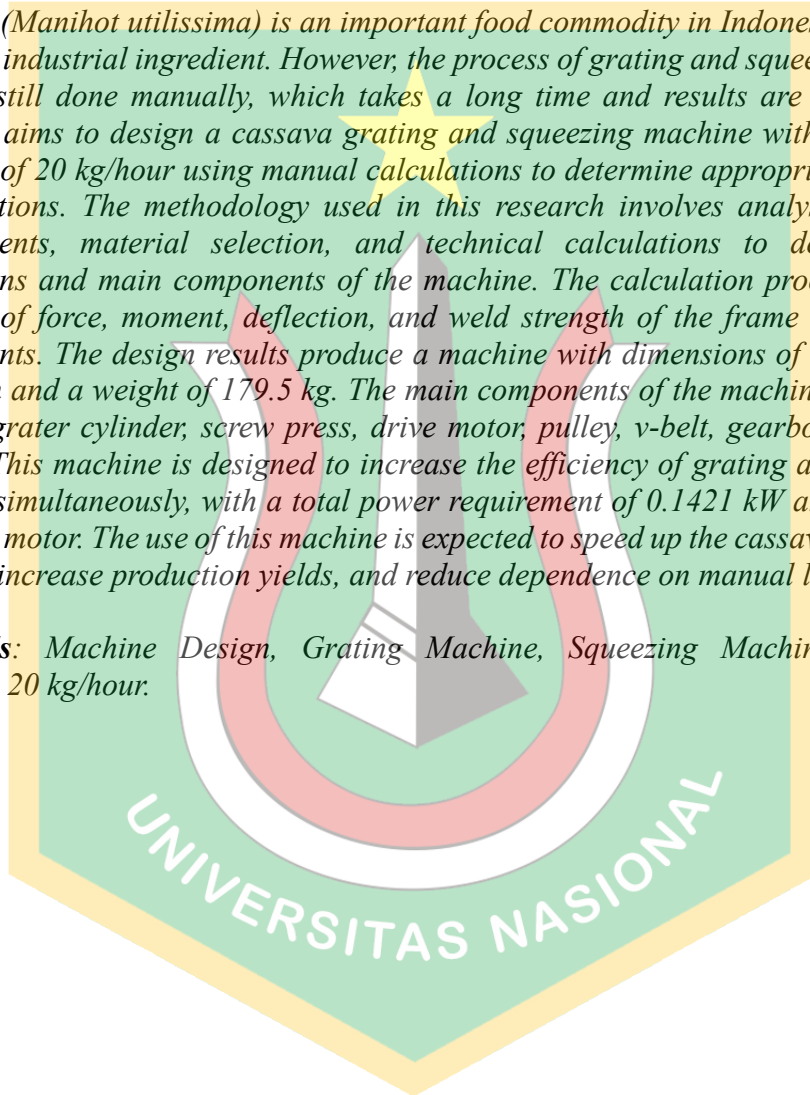 (Manihot utilissima) is an important food commodity in Indone
industrial ingredient. However, the process of grating and squee
still done manually, which takes a long time and results are
aims to design a cassava grating and squeezing machine with
of 20 kg/hour using manual calculations to determine appropri
tions. The methodology used in this research involves analy
ents, material selection, and technical calculations to de
ns and main components of the machine. The calculation pro
of force, moment, deflection, and weld strength of the frame
nts. The design results produce a machine with dimensions of
and a weight of 179.5 kg. The main components of the machin
grater cylinder, screw press, drive motor, pulley, v-belt, gearbo
This machine is designed to increase the efficiency of grating a
simultaneously, with a total power requirement of 0.1421 kW a
motor. The use of this machine is expected to speed up the cassa
increase production yields, and reduce dependence on manual l
s: Machine Design, Grating Machine, Squeezing Machin
20 kg/hour.
UNIVERSITAS NASIONAL